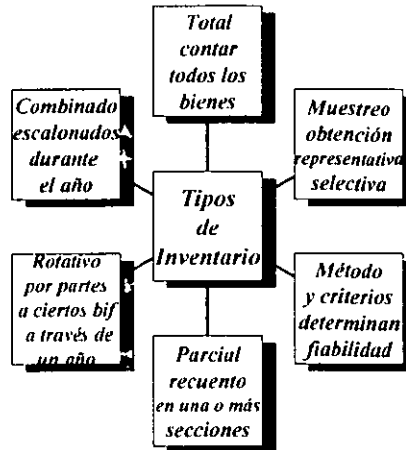 Total
contar
todos los
bienes
Combinado
escalonados
durante
el año
Muestreo
obtención
representativa
selectiva
Tipos
de
Inventario
Rotativo
por partes
a ciertos bif
a través de
un año
Método
y criterios
determinan
fiabilidad
Parcial
recuento
en una o más
secciones